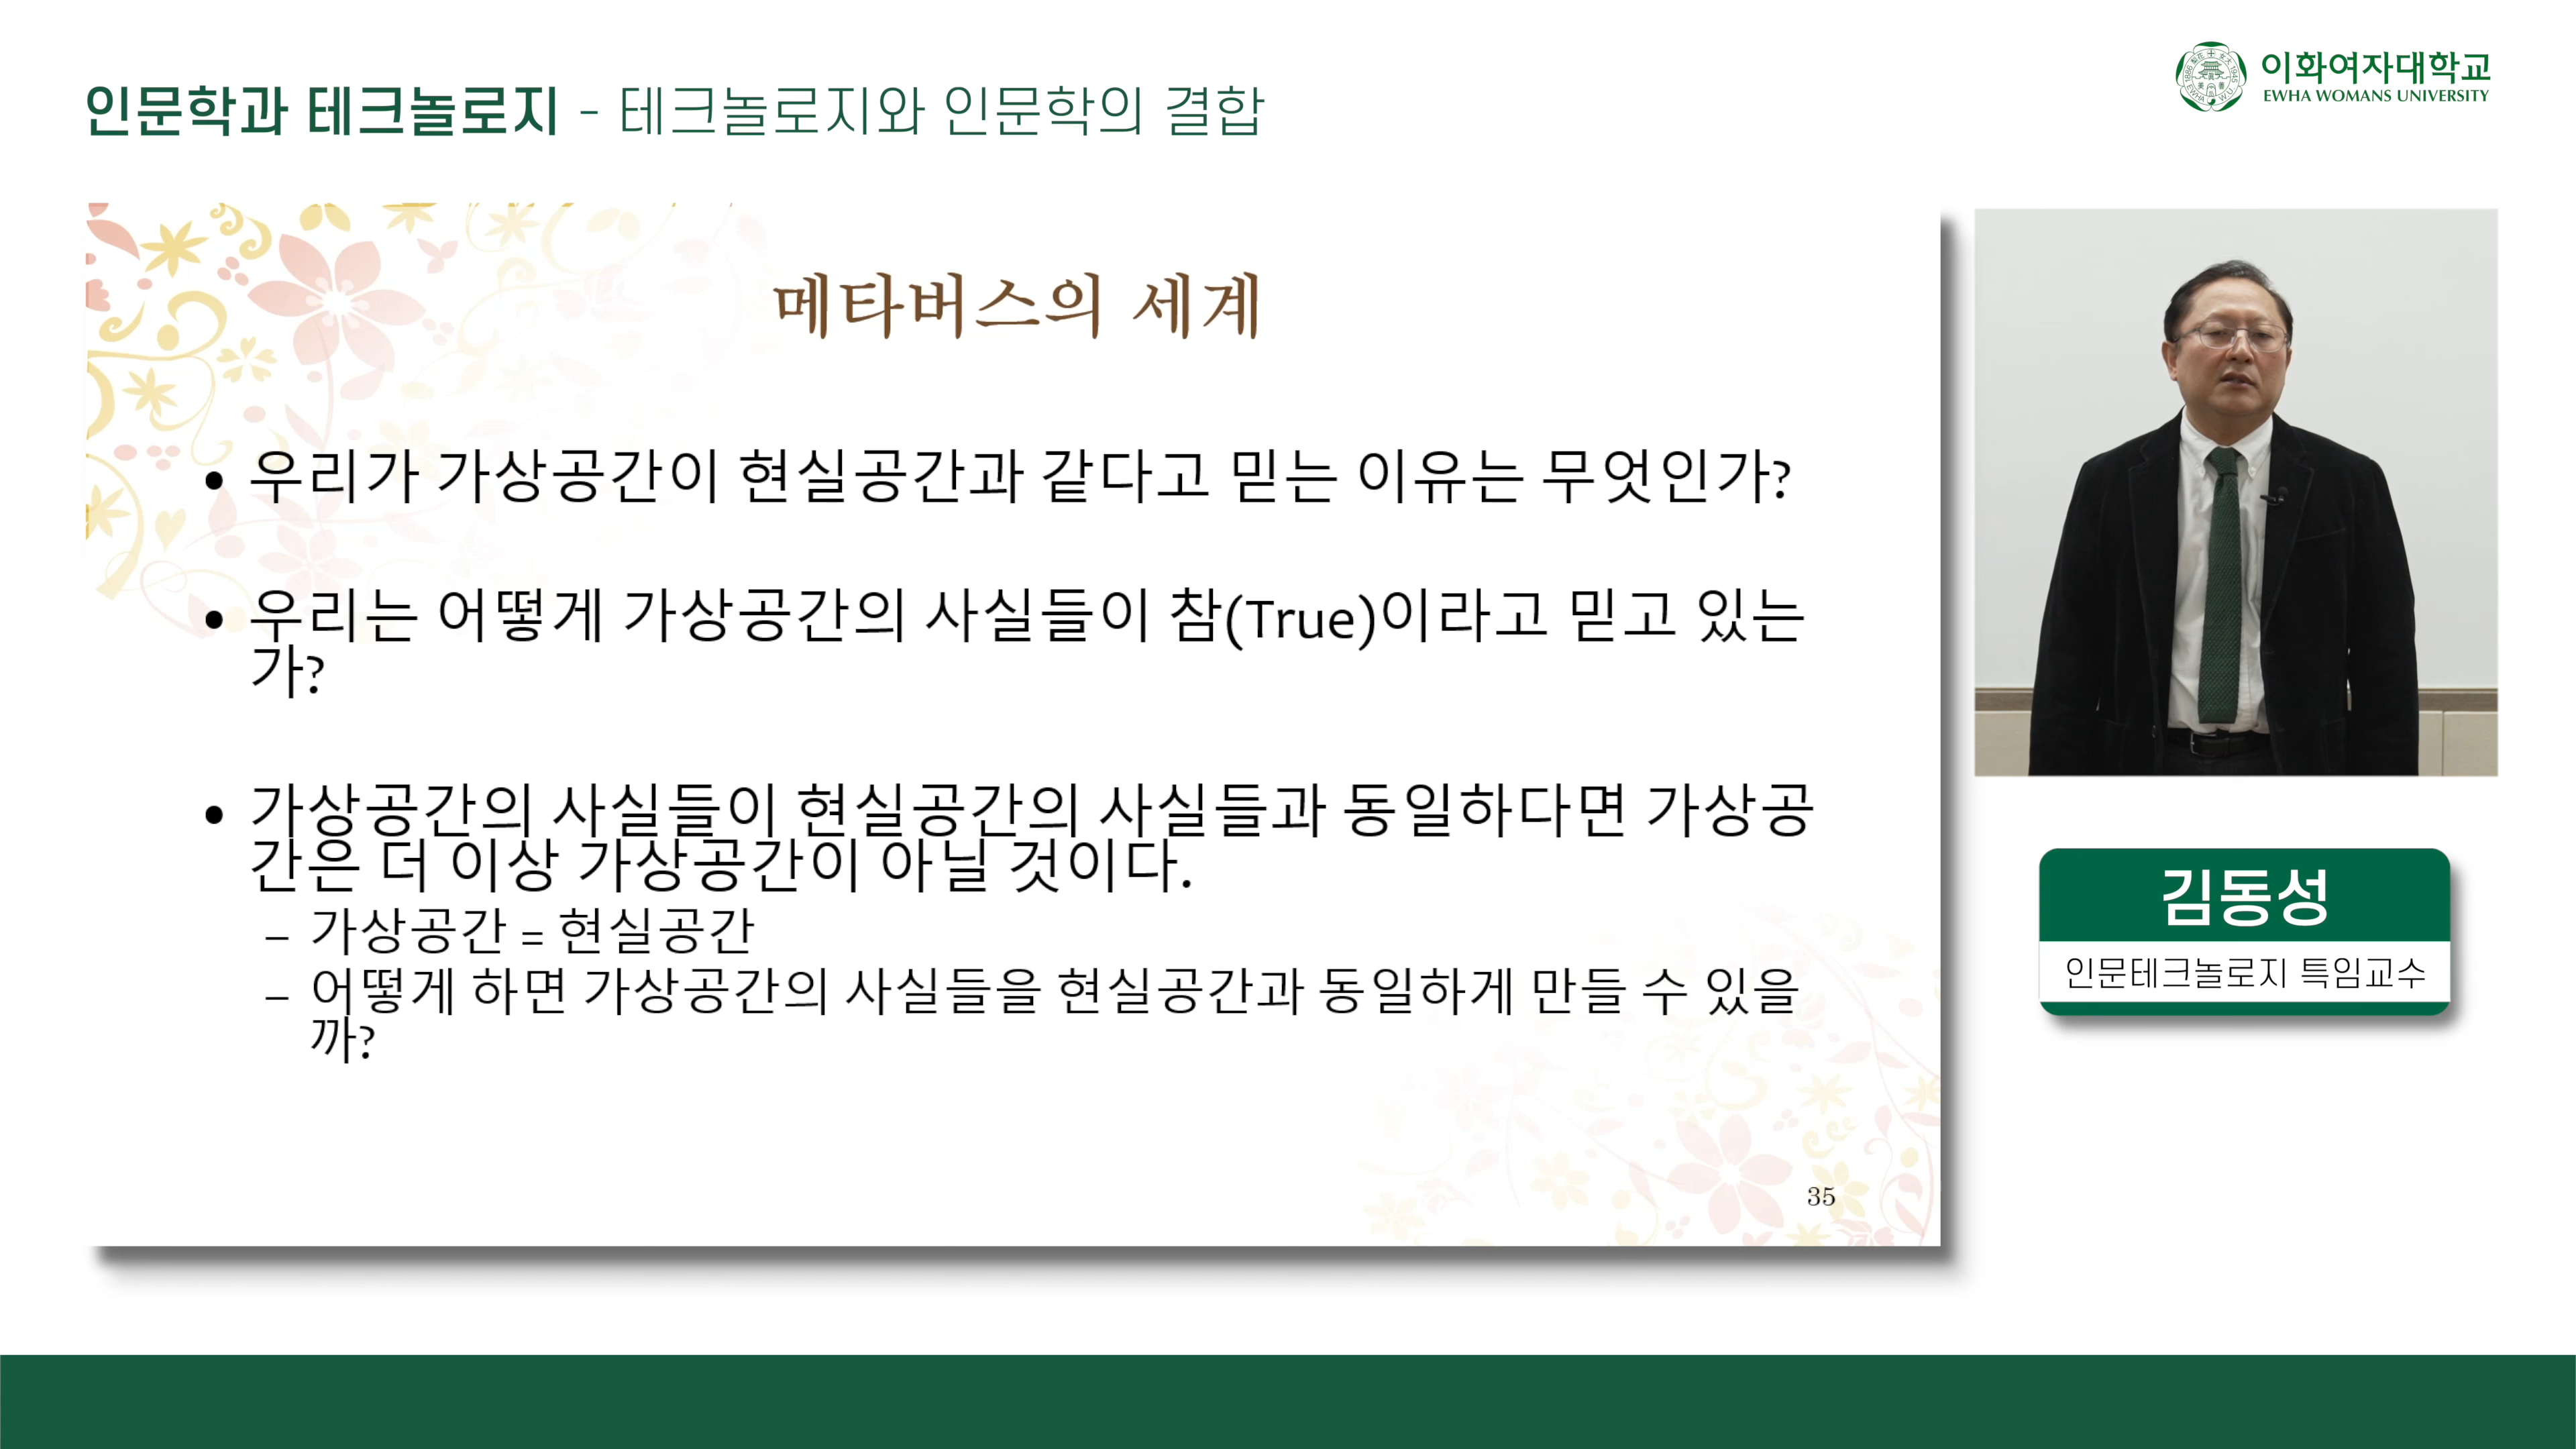 인문학과 테크놀로지 - 테크놀로지와 인문학의 결합
이화여자대학교
EWHA WOMANS UNIVERSITY
메타버스의 세계
• 우리가 가상공간이 현실공간과 같다고 믿는 이유는 무엇인가?
• 우리는 어떻게 가상공간의 사실들이 참(True)이라고 믿고 있는
가?
• 가상공간의 사실들이 현실공간의 사실들과 동일하다면 가상공
간은 더 이상 가상공간이 아닐 것이다.
– 가상공간 = 현실공간
– 어떻게 하면 가상공간의 사실들을 현실공간과 동일하게 만들 수 있을
까?
35
김동성
인문테크놀로지 특임교수